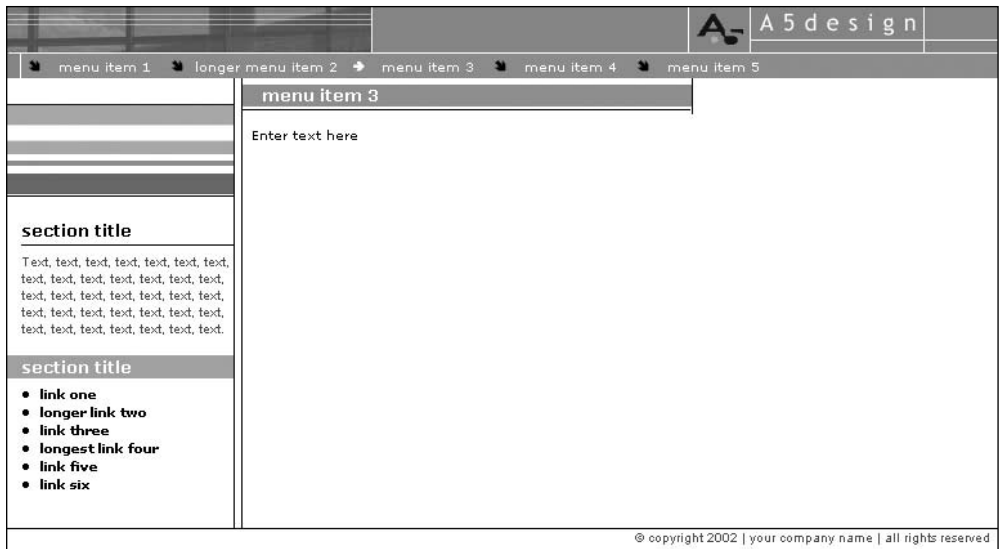 A5design
menu item 1 longer menu item 2 menu item 3 menu item 4 menu item 5
menu item 3
Enter text here
section title
Text, text, text, text, text, text, text,
text, text, text, text, text, text, text,
text, text, text, text, text, text, text,
text, text, text, text, text, text, text,
text, text, text, text, text, text, text.
section title
• link one
• longer link two
• link three
• longest link four
• link five
• link six
© copyright 2002 | your company name | all rights reserved